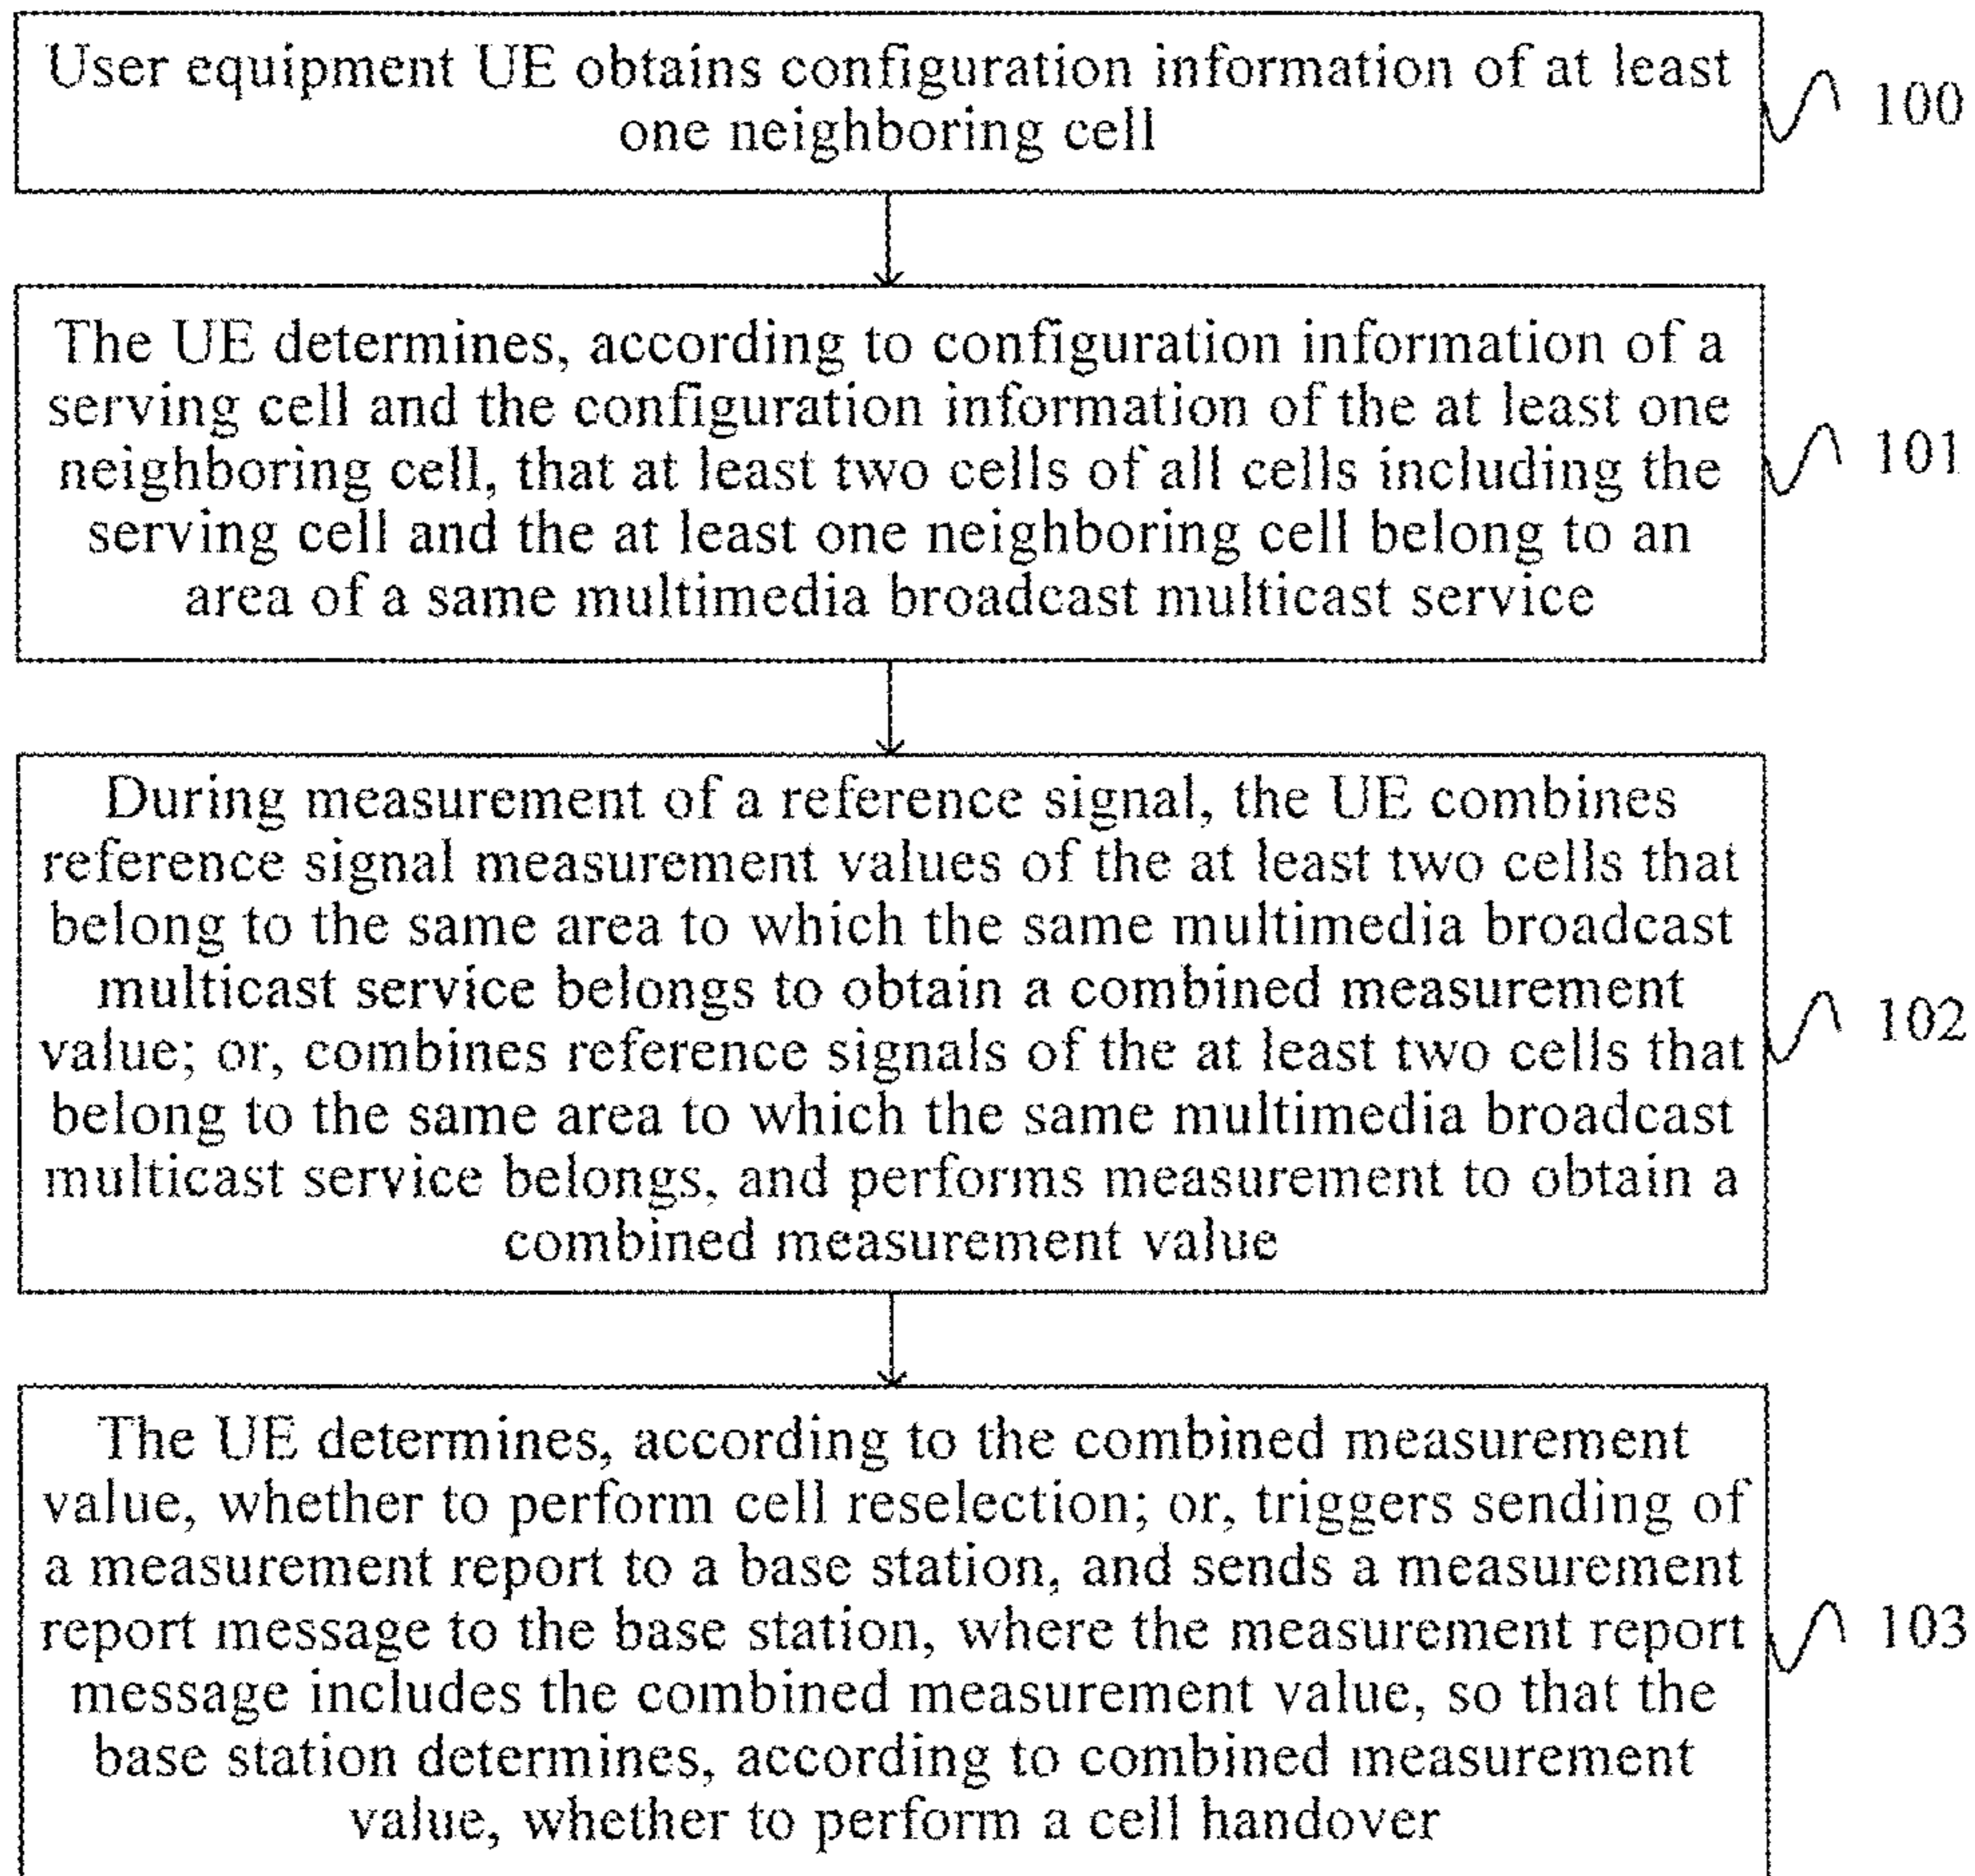 User equipment UE obtains configuration information of at least
one neighboring cell
100
The UE determines, according to configuration information of a
serving cell and the configuration information of the at least one
neighboring cell, that at least two cells of all cells including the
serving cell and the at least one neighboring cell belong to an
area of a same multimedia broadcast multicast service
101
During measurement of a reference signal, the UE combines
reference signal measurement values of the at least two cells that
belong to the same area to which the same multimedia broadcast
multicast service belongs to obtain a combined measurement
value; or, combines reference signals of the at least two cells that
belong to the same area to which the same multimedia broadcast
multicast service belongs, and performs measurement to obtain a
combined measurement value
102
The UE determines, according to the combined measurement
value, whether to perform cell reselection; or, triggers sending of
a measurement report to a base station, and sends a measurement
report message to the base station, where the measurement report
message includes the combined measurement value, so that the
base station determines, according to combined measurement
value, whether to perform a cell handover
103